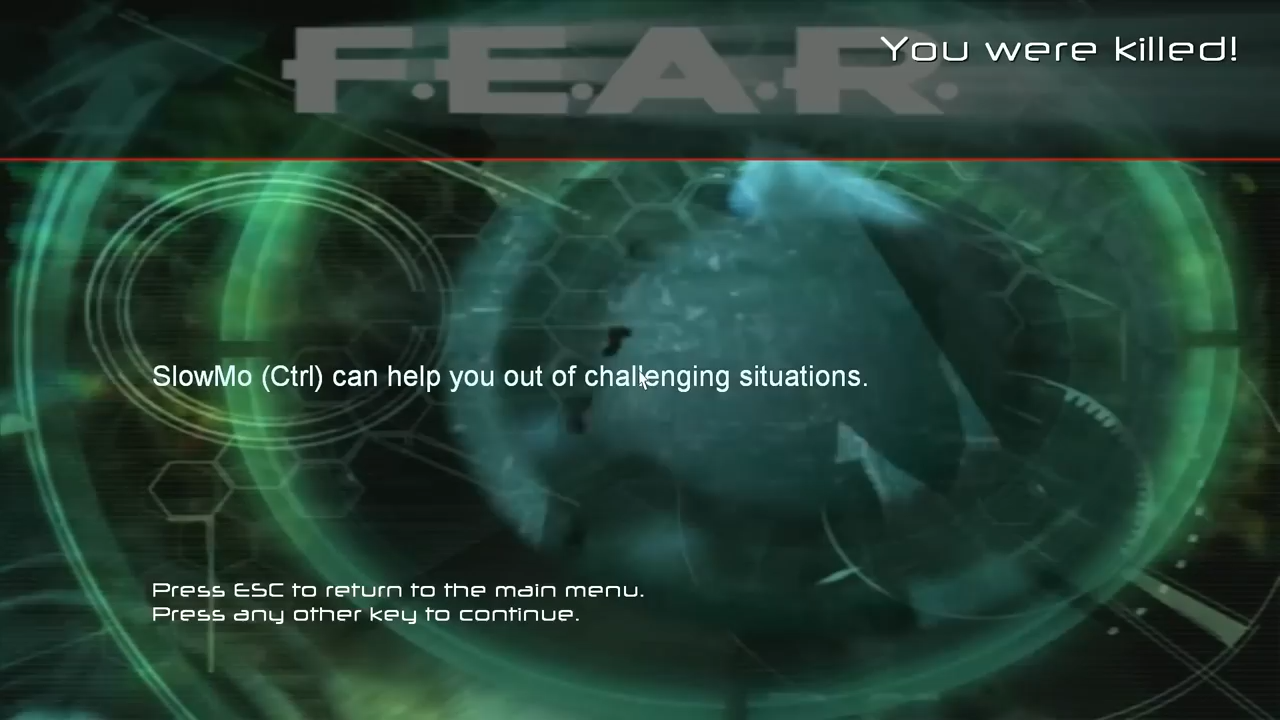 F.E.A.R.
You were killed!
SlowMo (Ctrl) can help you out of challenging situations.
Press ESC to return to the main menu.
Press any other key to continue.